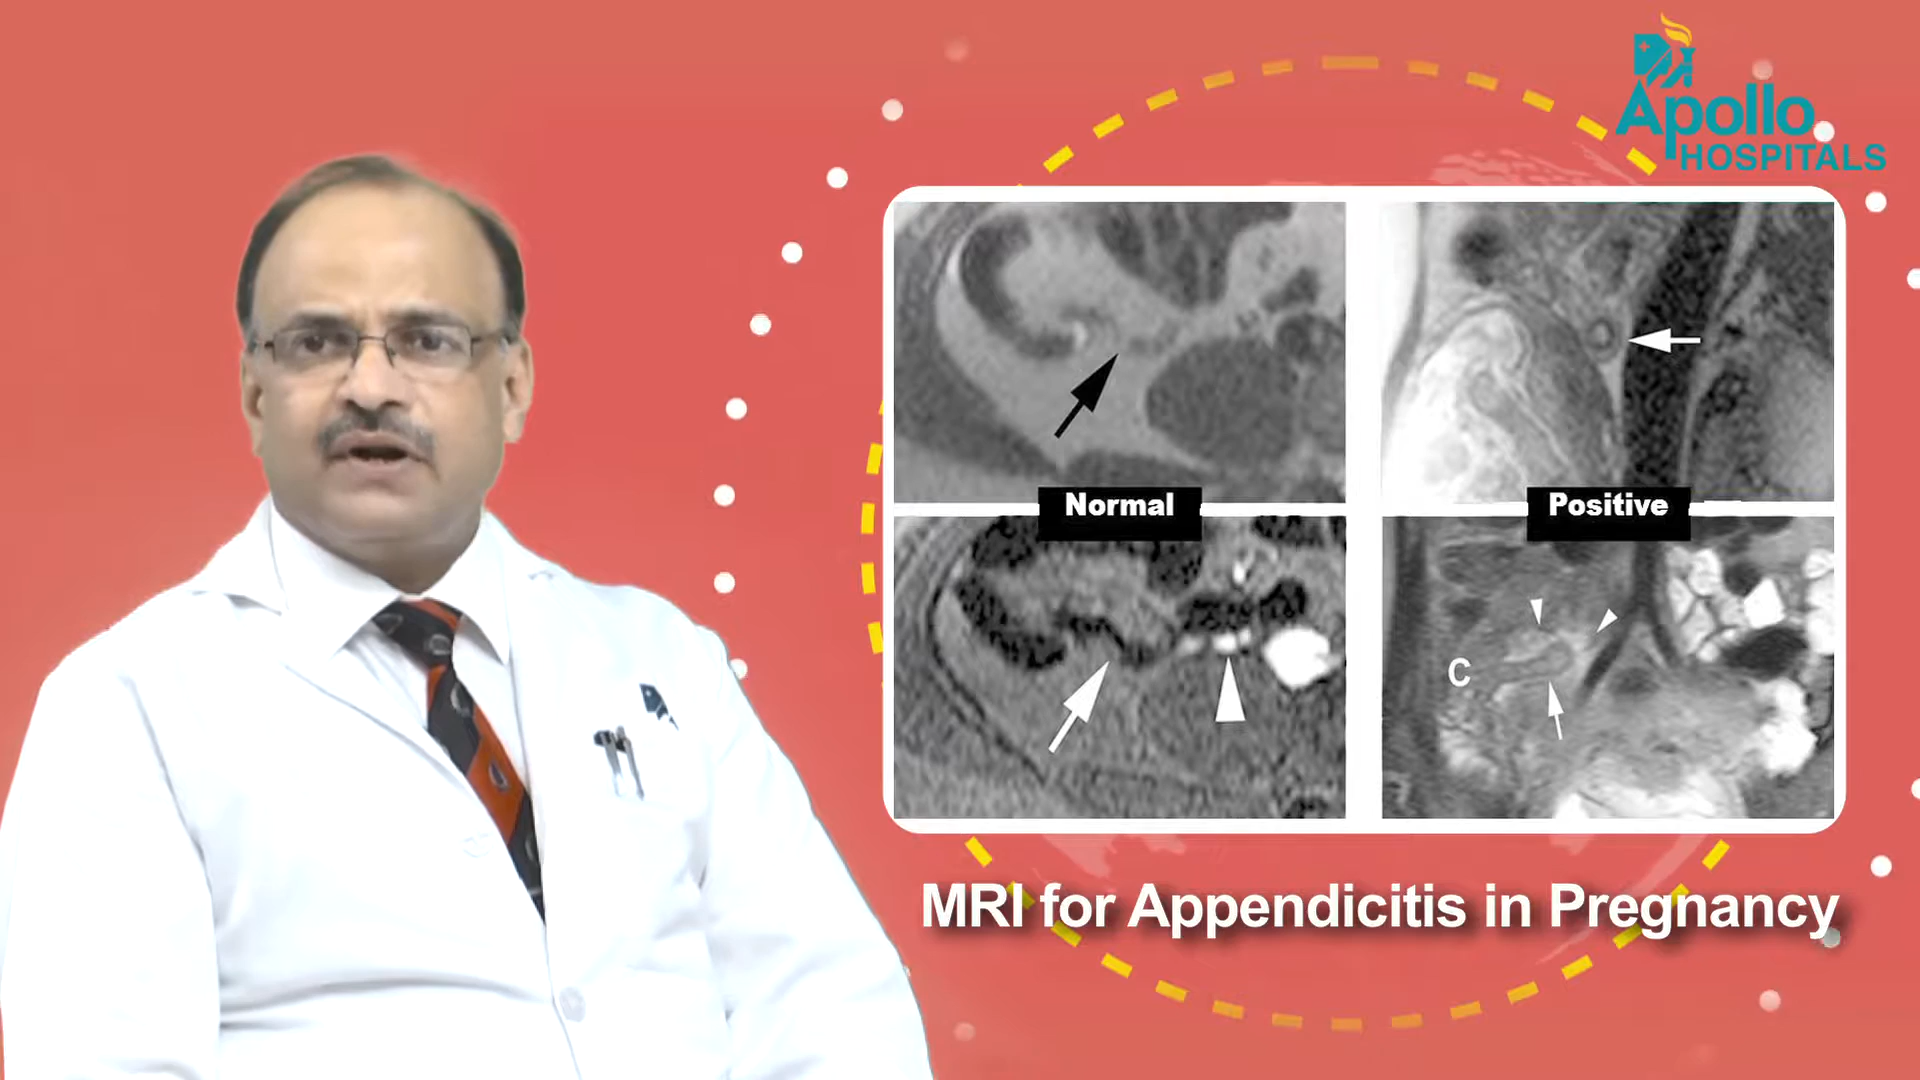 Apollo
HOSPITALS
Normal
Positive
C
MRI for Appendicitis in Pregnancy